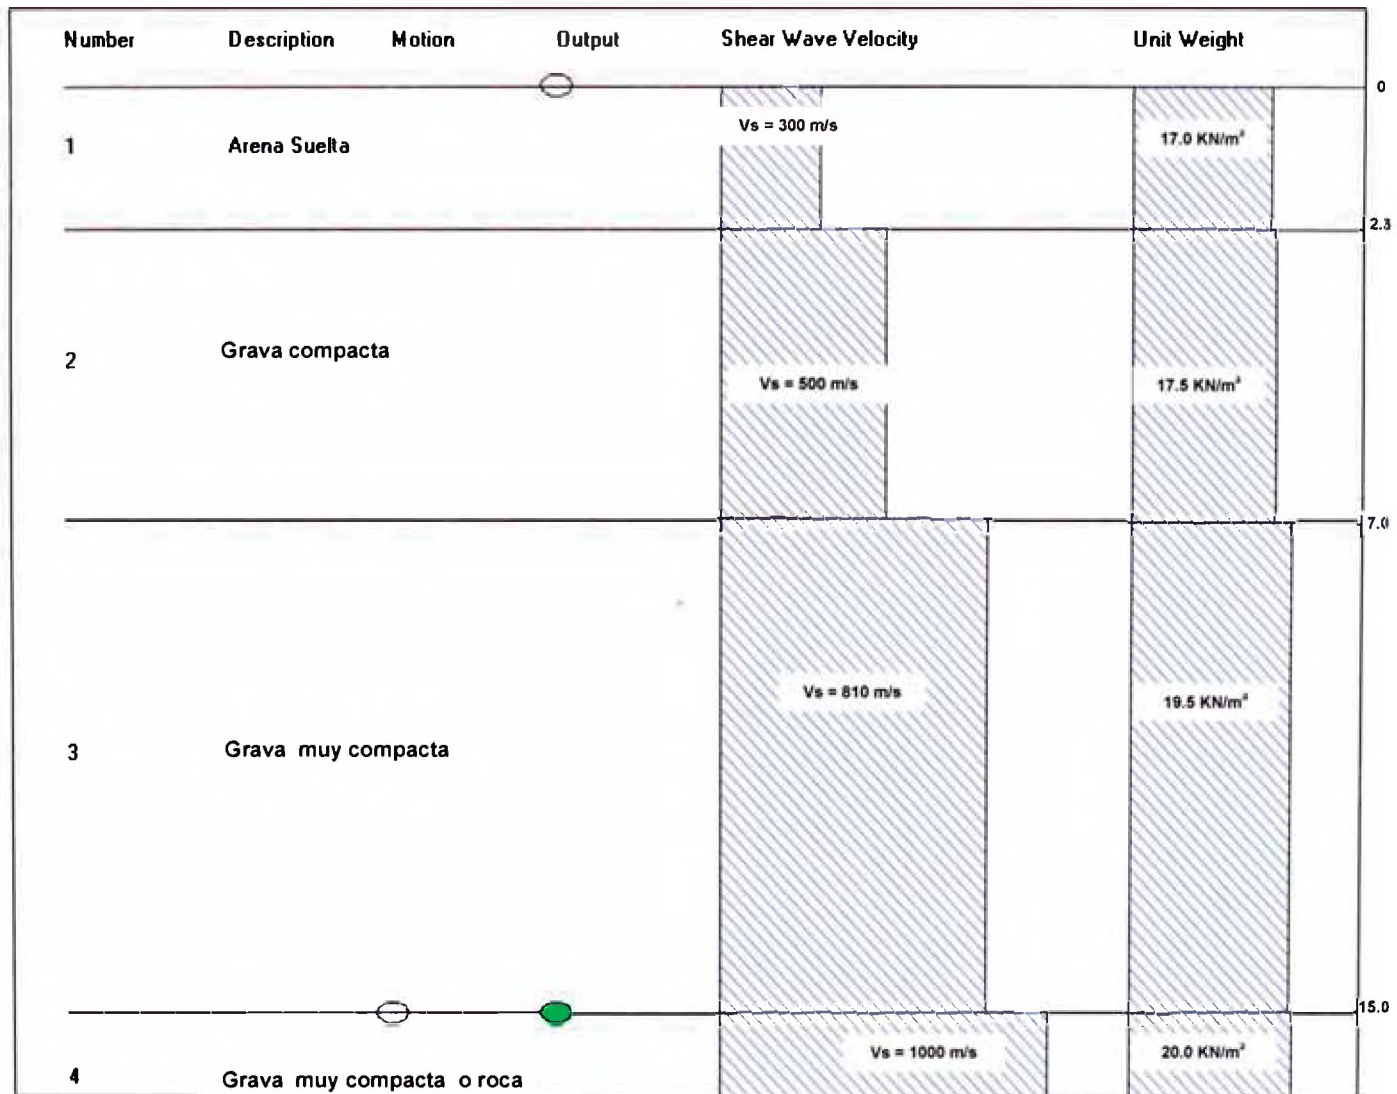 Number Description Motion Output Shear Wave Velocity Unit Weight
0
1 Arena Suelta Vs = 300 m/s 17.0 KN/m³
2.3
2 Grava compacta Vs = 500 m/s 17.5 KN/m³
7.0
3 Grava muy compacta Vs = 810 m/s 19.5 KN/m³
15.0
4 Grava muy compacta o roca Vs = 1000 m/s 20.0 KN/m³